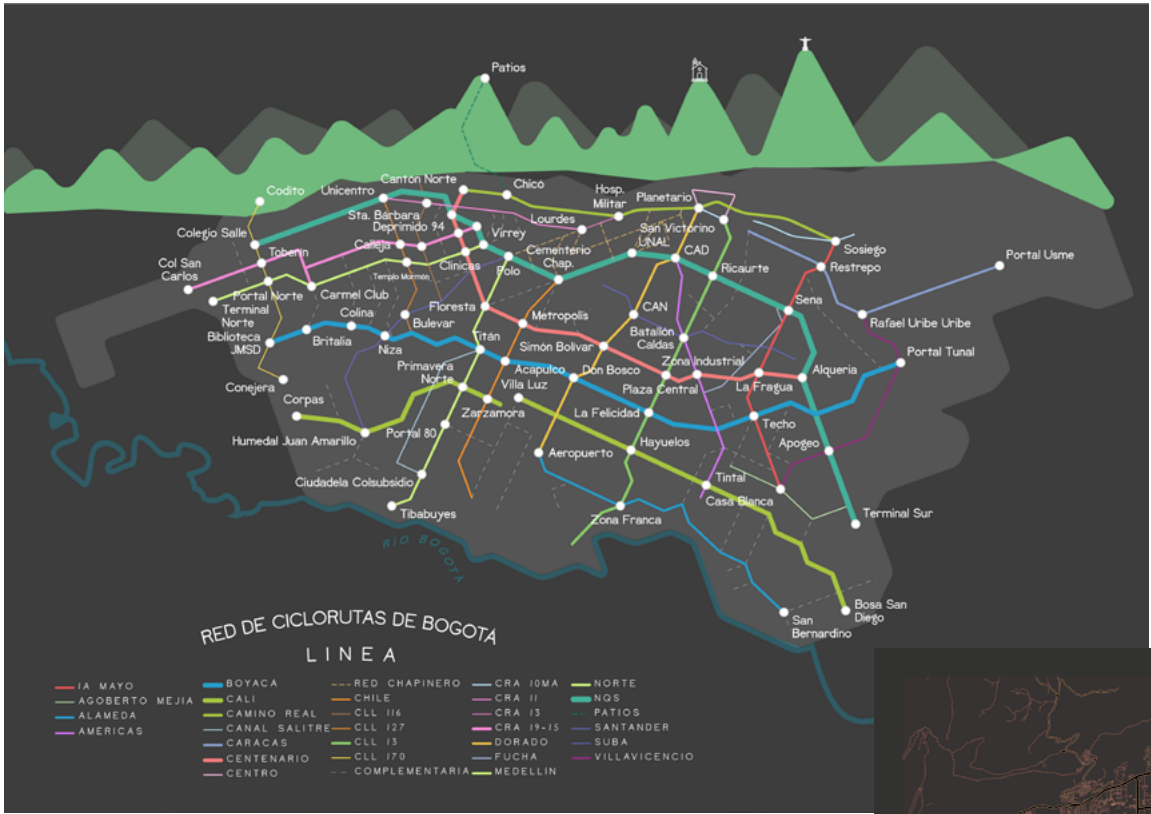 Patios
Cantón Norte
Chicó
Codito
Unicentro
Hosp.
Militar
Planetario
Sta. Bárbara
Deprimido 94
Lourdes
Virrey
San Victorino
UNAL
Colegio Salle
Toberín
Calleja
Cementerio
Chap.
CAD
Sosiego
Col San
Carlos
Clínicas
Polo
Ricaurte
Restrepo
Portal Usme
Templo Mormón
Portal Norte
Terminal
Norte
Carmel Club
Floresta
Sena
Colina
Bulevar
Metropolis
CAN
Rafael Uribe Uribe
Biblioteca
JMSD
Britalia
Niza
Titán
Simón Bolivar
Batallón
Caldas
Portal Tunal
Primavera
Norte
Acapulco
Don Bosco
Zona Industrial
Conejera
Villa Luz
Plaza Central
La Fragua
Alqueria
Corpas
Zarzamora
La Felicidad
Techo
Humedal Juan Amarillo
Portal 80
Hayuelos
Apogeo
Aeropuerto
Ciudadela Colsubsidio
Tintal
Casa Blanca
Tibabuyes
Zona Franca
Terminal Sur
RÍO BOGOTA
Bosa San
Diego
San
Bernardino
RED DE CICLORUTAS DE BOGOTÁ
LINEA
1A MAYO
AGOBERTO MEJIA
ALAMEDA
AMERICAS
BOYACA
CALI
CAMINO REAL
CANAL SALITRE
CARACAS
CENTENARIO
CENTRO
RED CHAPINERO
CHILE
CLL 116
CLL 127
CLL 13
CLL 170
COMPLEMENTARIA
CRA 10MA
CRA 11
CRA 13
CRA 19-15
DORADO
FUCHA
MEDELLIN
NORTE
NQS
PATIOS
SANTANDER
SUBA
VILLAVICENCIO